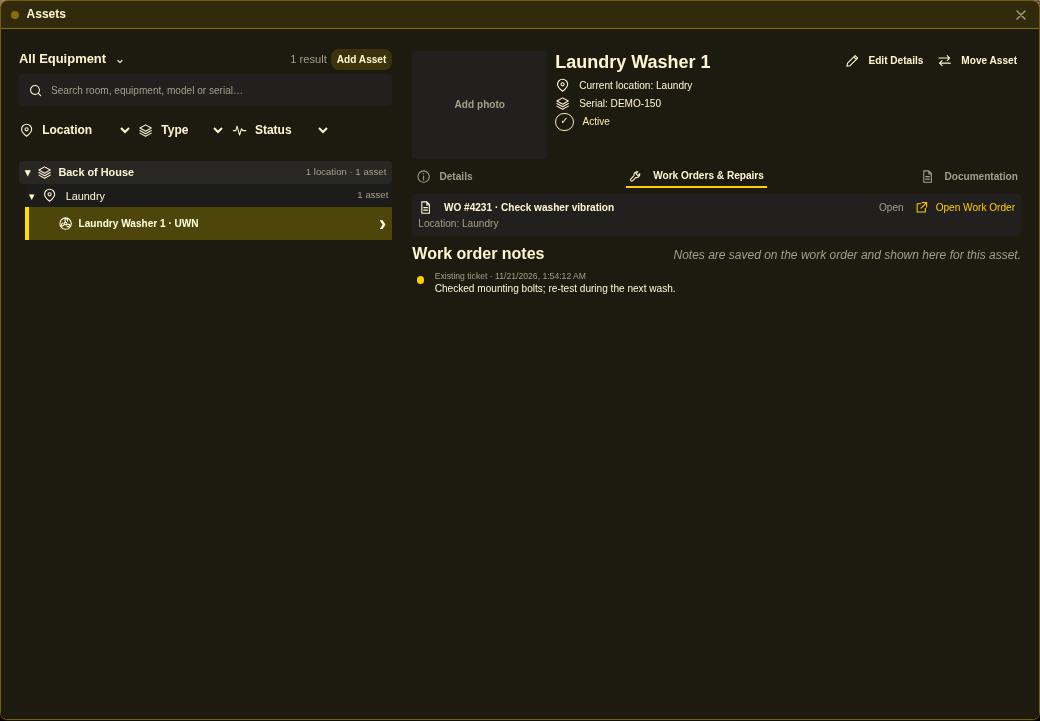 Assets
All Equipment
1 result
Add Asset
Search room, equipment, model or serial…
Location
Type
Status
Back of House
1 location · 1 asset
Laundry
1 asset
Laundry Washer 1 · UWN
Add photo
Laundry Washer 1
Edit Details
Move Asset
Current location: Laundry
Serial: DEMO-150
Active
Details
Work Orders & Repairs
Documentation
WO #4231 · Check washer vibration
Open
Open Work Order
Location: Laundry
Work order notes
Notes are saved on the work order and shown here for this asset.
Existing ticket · 11/21/2026, 1:54:12 AM
Checked mounting bolts; re-test during the next wash.